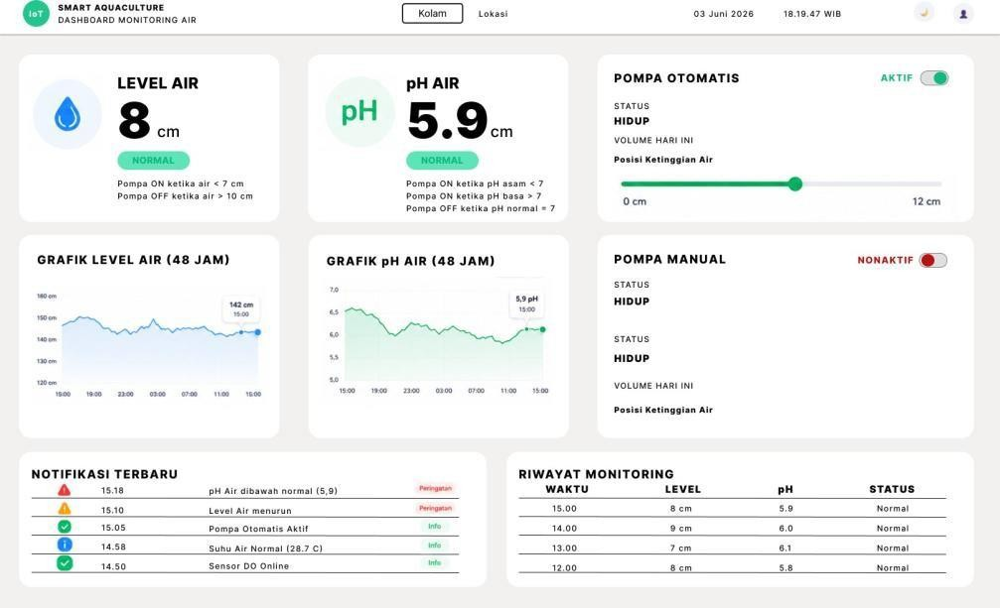 IoT
SMART AQUACULTURE
DASHBOARD MONITORING AIR
Kolam
Lokasi
03 Juni 2026
18.19.47 WIB
LEVEL AIR
8 cm
NORMAL
Pompa ON ketika air < 7 cm
Pompa OFF ketika air > 10 cm
pH
pH AIR
5.9 cm
NORMAL
Pompa ON ketika pH asam < 7
Pompa ON ketika pH basa > 7
Pompa OFF ketika pH normal = 7
POMPA OTOMATIS
AKTIF
STATUS
HIDUP
VOLUME HARI INI
Posisi Ketinggian Air
0 cm
12 cm
GRAFIK LEVEL AIR (48 JAM)
160 cm
150 cm
140 cm
130 cm
120 cm
142 cm
15:00
15:00 19:00 23:00 03:00 07:00 11:00 15:00
GRAFIK pH AIR (48 JAM)
7,0
6,5
6,0
5,5
5,0
5,9 pH
15:00
15:00 19:00 23:00 03:00 07:00 11:00 15:00
POMPA MANUAL
NONAKTIF
STATUS
HIDUP
STATUS
HIDUP
VOLUME HARI INI
Posisi Ketinggian Air
NOTIFIKASI TERBARU
15.18 pH Air dibawah normal (5,9) Peringatan
15.10 Level Air menurun Peringatan
15.05 Pompa Otomatis Aktif Info
14.58 Suhu Air Normal (28.7 C) Info
14.50 Sensor DO Online Info
RIWAYAT MONITORING
WAKTU LEVEL pH STATUS
15.00 8 cm 5.9 Normal
14.00 9 cm 6.0 Normal
13.00 7 cm 6.1 Normal
12.00 8 cm 5.8 Normal